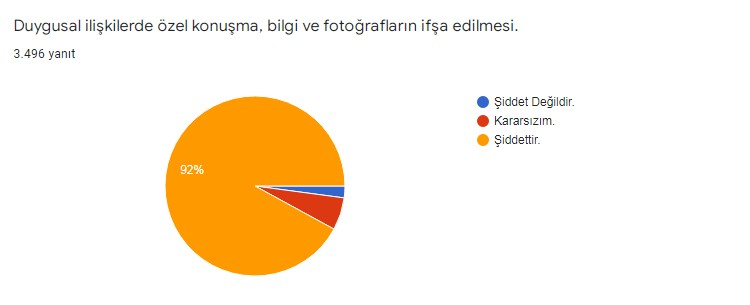 Duygusal ilişkilerde özel konuşma, bilgi ve fotoğrafların ifşa edilmesi.
3.496 yanıt
Şiddet Değildir.
Kararsızım.
Şiddettir.
92%